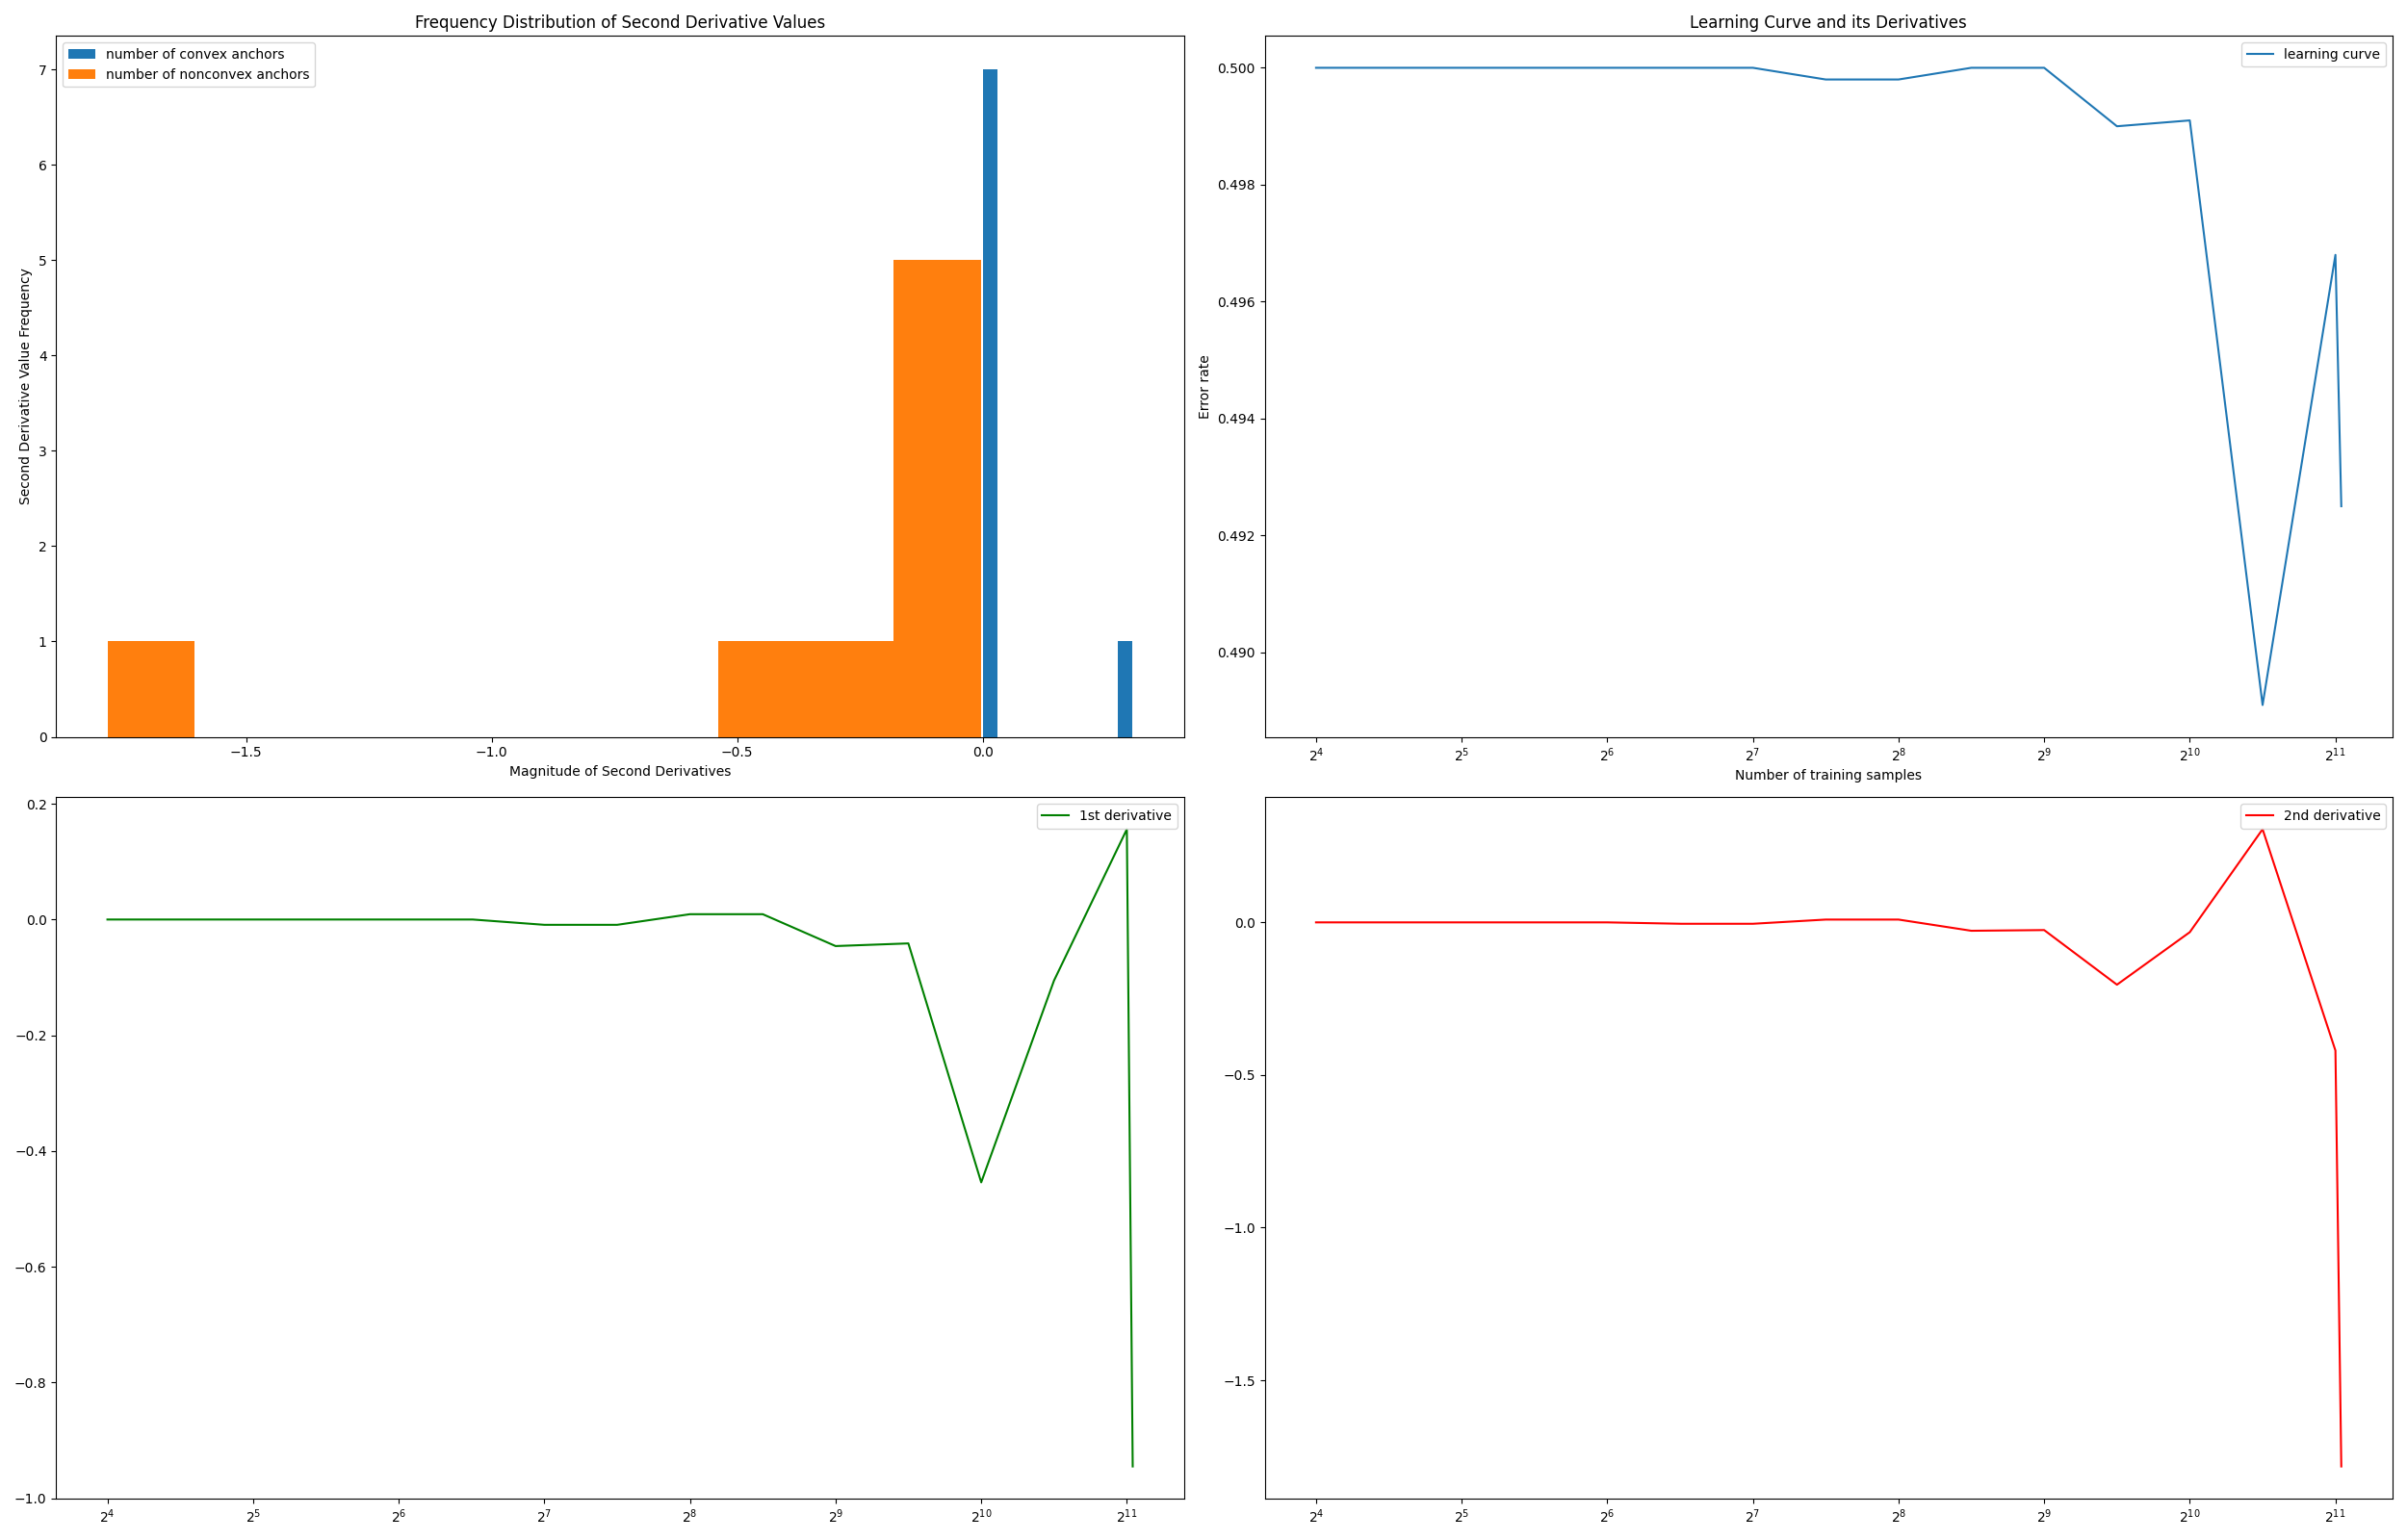 Frequency Distribution of Second Derivative Values
number of convex anchors
number of nonconvex anchors
Second Derivative Value Frequency
7
6
5
4
3
2
1
0
−1.5 −1.0 −0.5 0.0
Magnitude of Second Derivatives
Learning Curve and its Derivatives
learning curve
Error rate
0.500
0.498
0.496
0.494
0.492
0.490
2^4 2^5 2^6 2^7 2^8 2^9 2^10 2^11
Number of training samples
1st derivative
0.2
0.0
−0.2
−0.4
−0.6
−0.8
−1.0
2^4 2^5 2^6 2^7 2^8 2^9 2^10 2^11
2nd derivative
0.0
−0.5
−1.0
−1.5
2^4 2^5 2^6 2^7 2^8 2^9 2^10 2^11